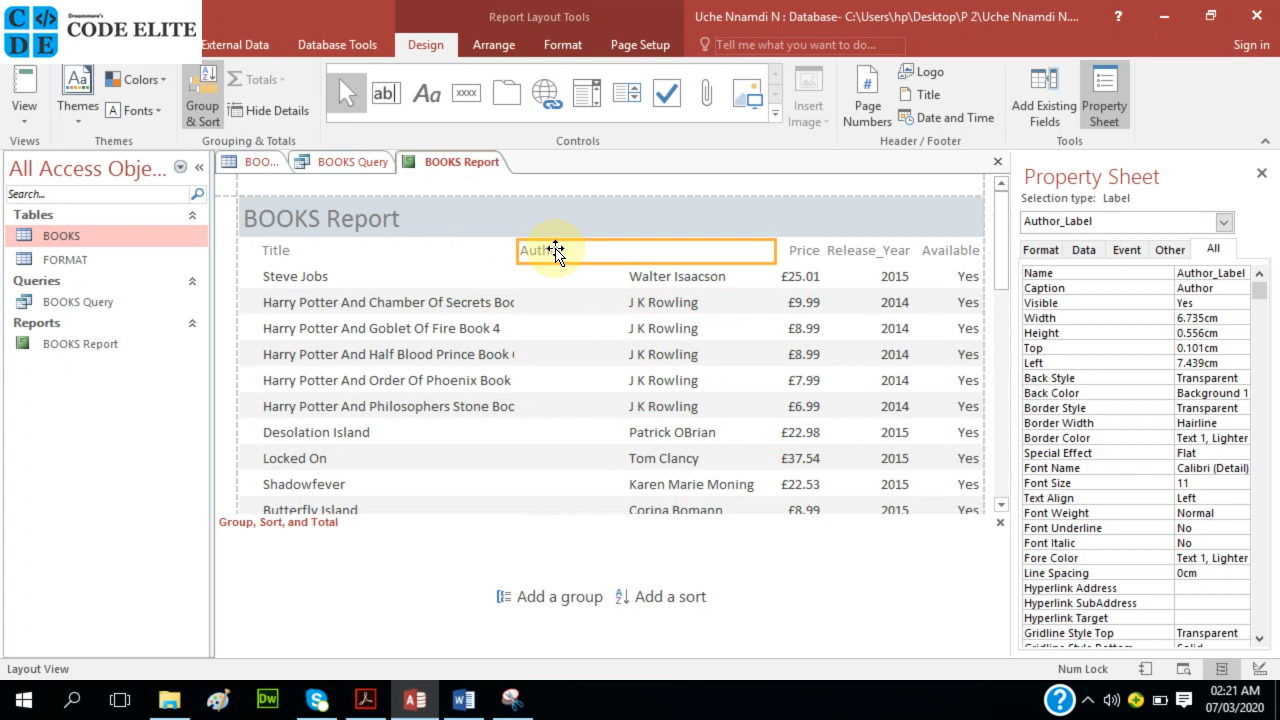 Dreammore's
CODE ELITE
CDE
Report Layout Tools
Uche Nnamdi N : Database- C:\Users\hp\Desktop\P 2\Uche Nnamdi N....
?
External Data
Database Tools
Design
Arrange
Format
Page Setup
Tell me what you want to do...
Sign in
View
Themes
Colors
Fonts
Group
& Sort
Totals
Hide Details
ab
Aa
xxxx
Insert
Image
Page
Numbers
Logo
Title
Date and Time
Add Existing
Fields
Property
Sheet
Views
Themes
Grouping & Totals
Controls
Header / Footer
Tools
All Access Obje...
Search...
Tables
BOOKS
FORMAT
Queries
BOOKS Query
Reports
BOOKS Report
BOO...
BOOKS Query
BOOKS Report
BOOKS Report
Title Price Release_Year Available
Steve Jobs Walter Isaacson £25.01 2015 Yes
Harry Potter And Chamber Of Secrets Boo J K Rowling £9.99 2014 Yes
Harry Potter And Goblet Of Fire Book 4 J K Rowling £8.99 2014 Yes
Harry Potter And Half Blood Prince Book J K Rowling £8.99 2014 Yes
Harry Potter And Order Of Phoenix Book J K Rowling £7.99 2014 Yes
Harry Potter And Philosophers Stone Boo J K Rowling £6.99 2014 Yes
Desolation Island Patrick OBrian £22.98 2015 Yes
Locked On Tom Clancy £37.54 2015 Yes
Shadowfever Karen Marie Moning £22.53 2015 Yes
Butterfly Island Corina Bomann £8.99 2015 Yes
Group, Sort, and Total
Add a group
Add a sort
Property Sheet
Selection type: Label
Author_Label
Format Data Event Other All
Name Author_Label
Caption Author
Visible Yes
Width 6.735cm
Height 0.556cm
Top 0.101cm
Left 7.439cm
Back Style Transparent
Back Color Background 1
Border Style Transparent
Border Width Hairline
Border Color Text 1, Lighter
Special Effect Flat
Font Name Calibri (Detail)
Font Size 11
Text Align Left
Font Weight Normal
Font Underline No
Font Italic No
Fore Color Text 1, Lighter
Line Spacing 0cm
Hyperlink Address
Hyperlink SubAddress
Hyperlink Target
Gridline Style Top Transparent
Gridline Style Bottom Solid
Layout View
Num Lock
Dw
02:21 AM
07/03/2020